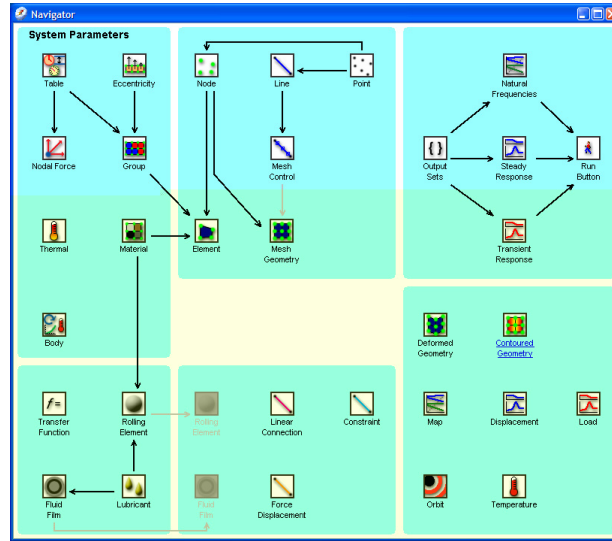 Navigator
System Parameters
Table
Eccentricity
Node
Line
Point
Natural
Frequencies
Nodal Force
Group
Mesh
Control
Output
Sets
Steady
Response
Run
Button
Thermal
Material
Element
Mesh
Geometry
Transient
Response
Body
Deformed
Geometry
Contoured
Geometry
f=
Transfer
Function
Rolling
Element
Rolling
Element
Linear
Connection
Constraint
Map
Displacement
Load
Fluid
Film
Lubricant
Fluid
Film
Force
Displacement
Orbit
Temperature